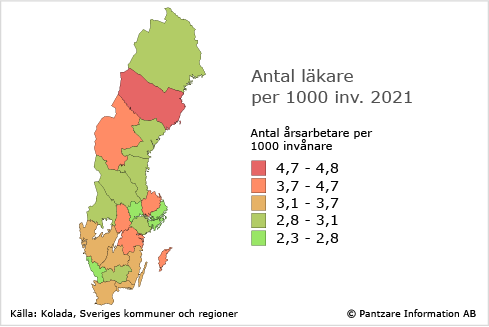 Antal läkare
per 1000 inv. 2021
Antal årsarbetare per
1000 invånare
4,7 - 4,8
3,7 - 4,7
3,1 - 3,7
2,8 - 3,1
2,3 - 2,8
Källa: Kolada, Sveriges kommuner och regioner
© Pantzare Information AB